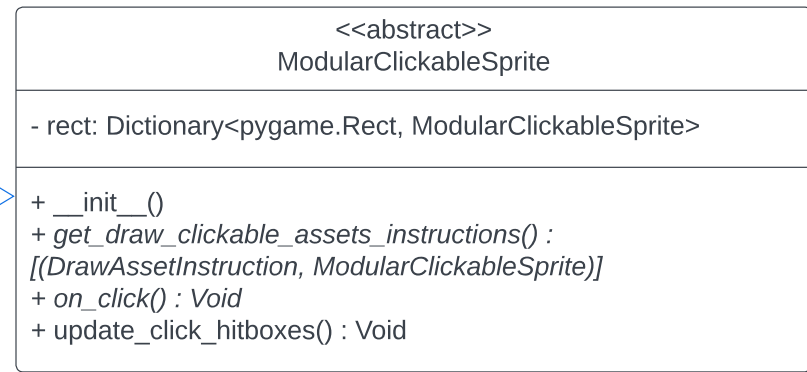 <<abstract>>
ModularClickableSprite
- rect: Dictionary<pygame.Rect, ModularClickableSprite>
+ __init__()
+ get_draw_clickable_assets_instructions() :
[(DrawAssetInstruction, ModularClickableSprite)]
+ on_click() : Void
+ update_click_hitboxes() : Void